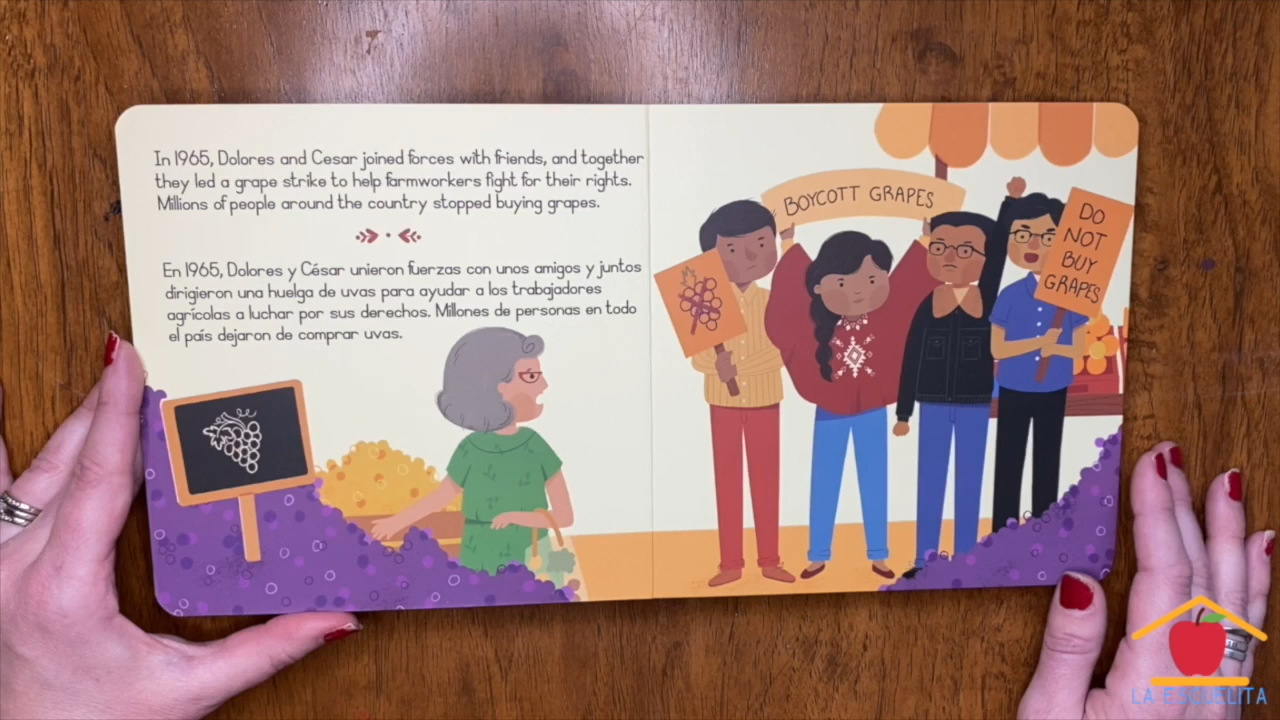 In 1965, Dolores and Cesar joined forces with friends, and together
they led a grape strike to help farmworkers fight for their rights.
Millions of people around the country stopped buying grapes.
En 1965, Dolores y César unieron fuerzas con unos amigos y juntos
dirigieron una huelga de uvas para ayudar a los trabajadores
agrícolas a luchar por sus derechos. Millones de personas en todo
el país dejaron de comprar uvas.
BOYCOTT GRAPES
DO
NOT
BUY
GRAPES
LA ESCUELITA